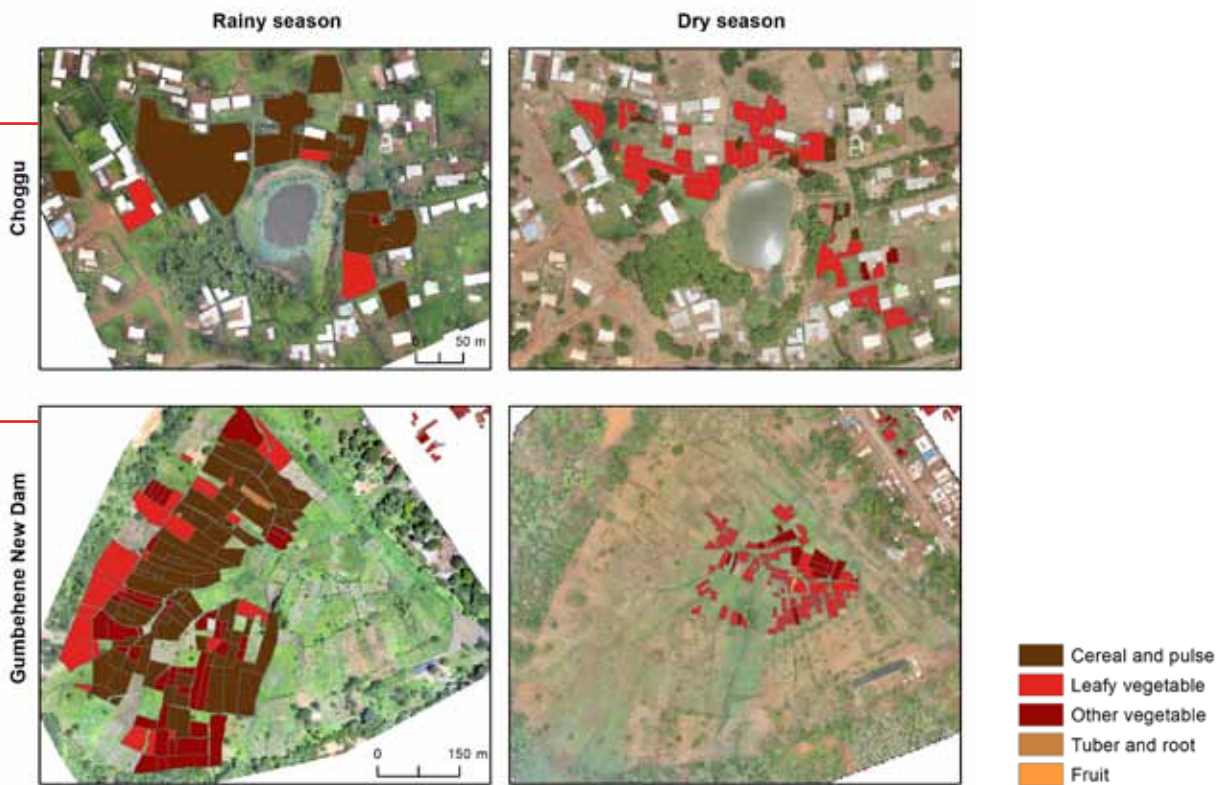 Rainy season
Dry season
Choggu
0 50 m
Gumbehene New Dam
0 150 m
Cereal and pulse
Leafy vegetable
Other vegetable
Tuber and root
Fruit